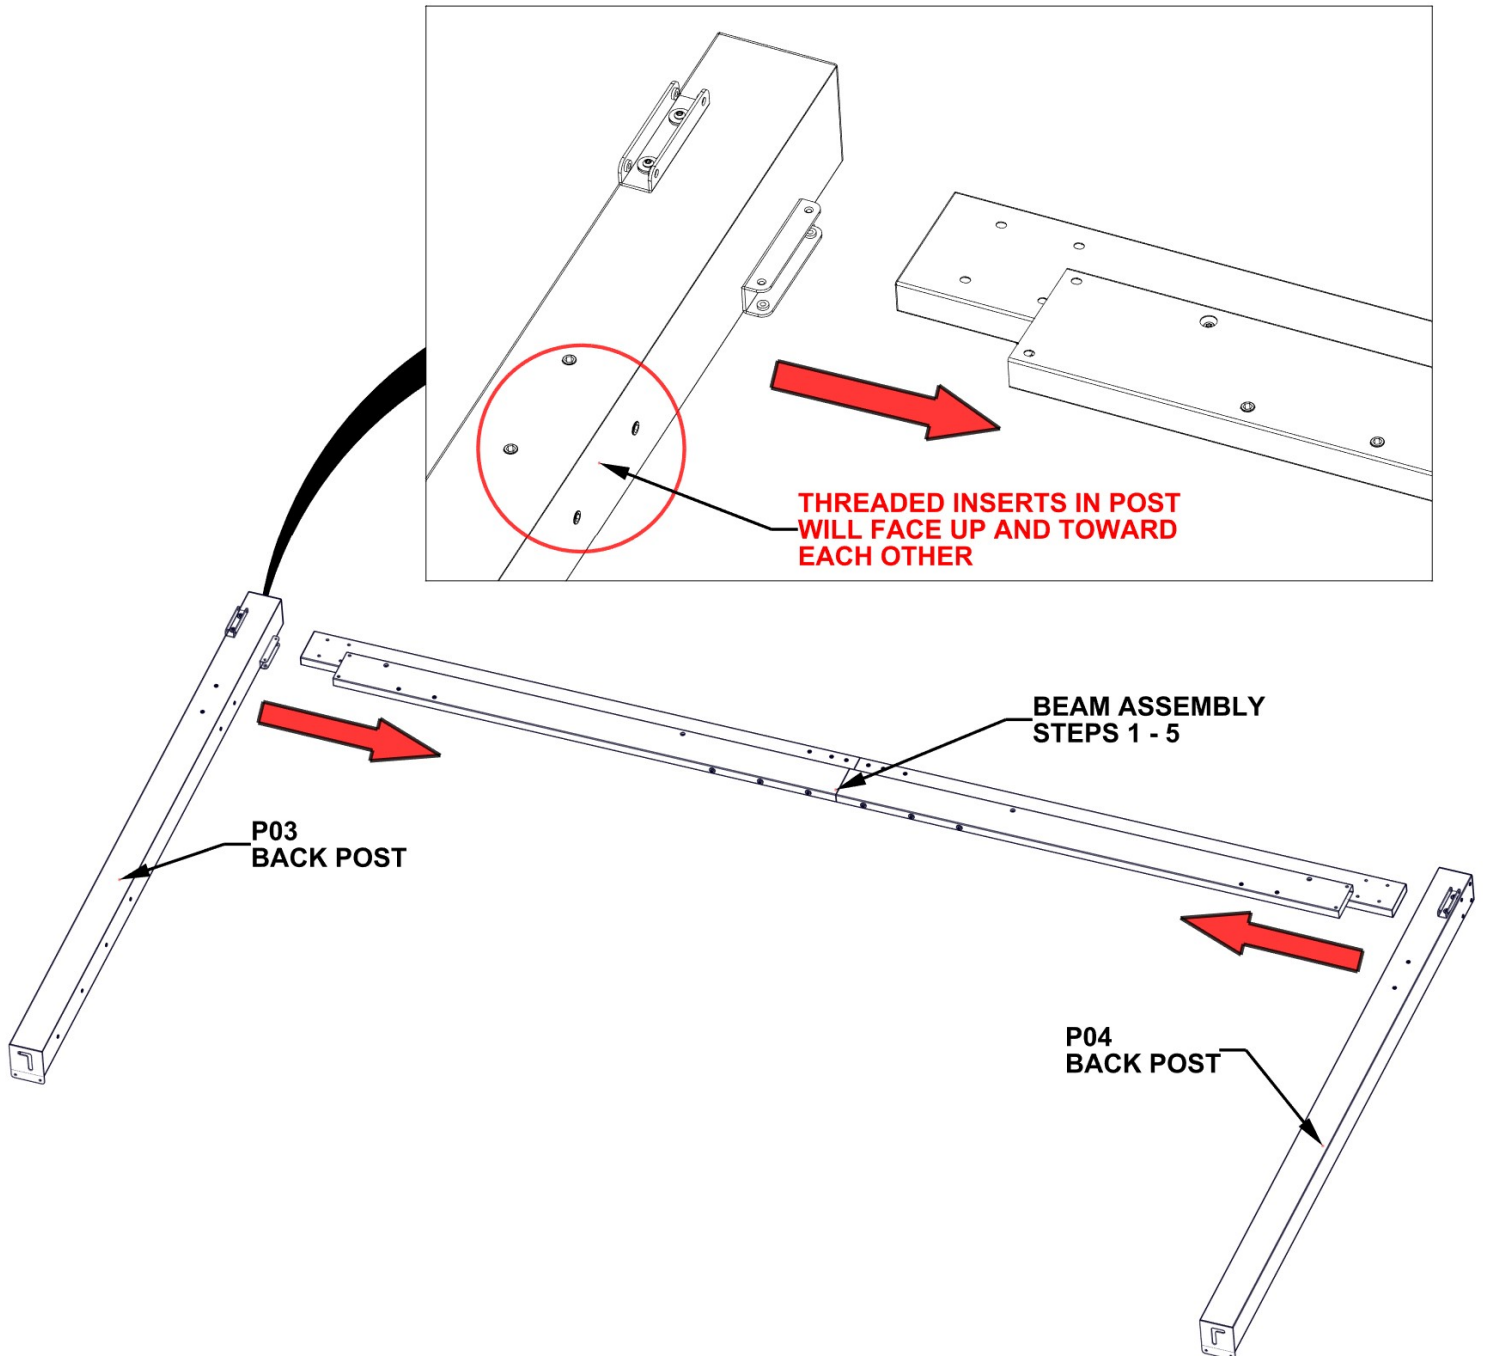 THREADED INSERTS IN POST
WILL FACE UP AND TOWARD
EACH OTHER
BEAM ASSEMBLY
STEPS 1 - 5
P03
BACK POST
P04
BACK POST